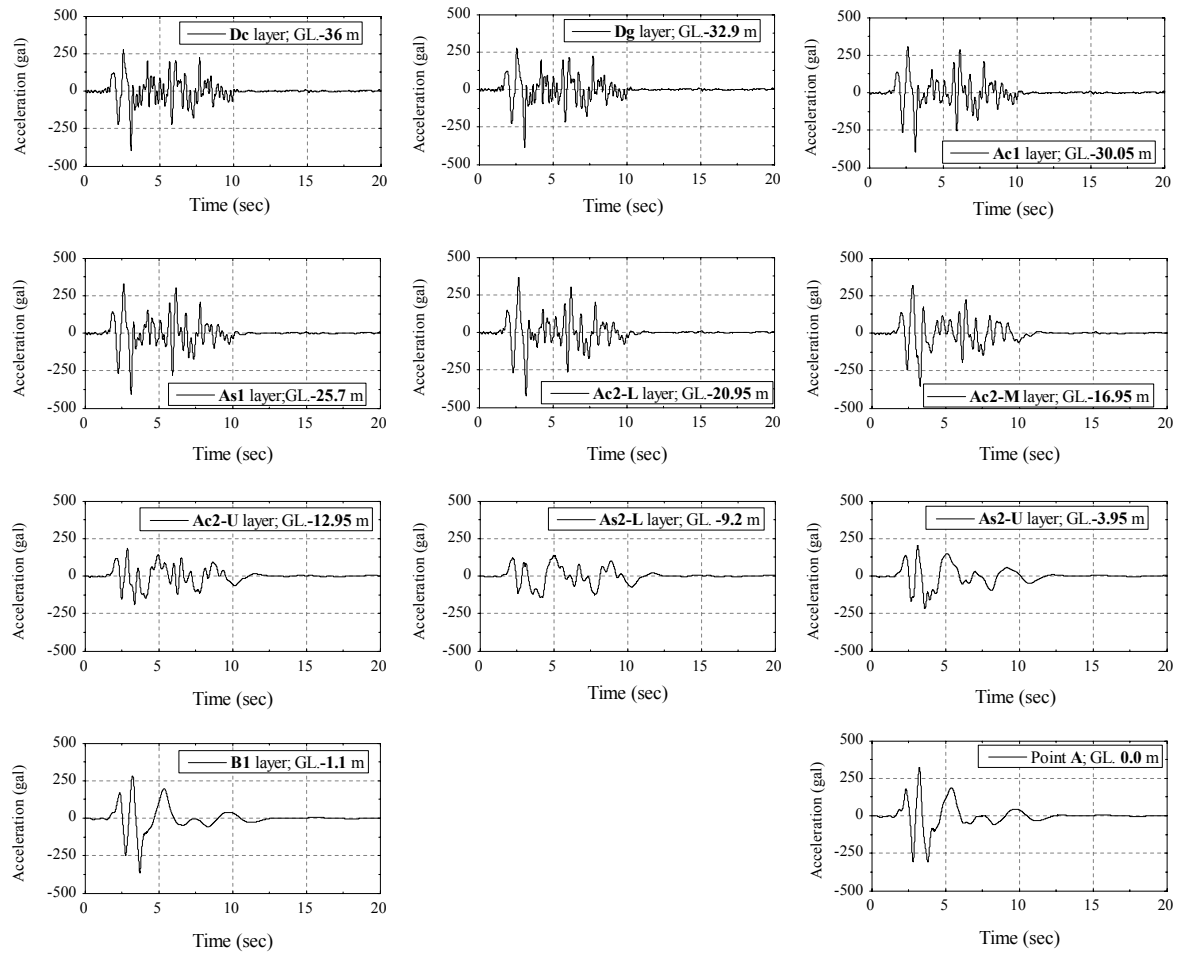 Acceleration (gal)
500
250
0
-250
-500
Dc layer; GL.-36 m
0 5 10 15 20
Time (sec)
Acceleration (gal)
500
250
0
-250
-500
Dg layer; GL.-32.9 m
0 5 10 15 20
Time (sec)
Acceleration (gal)
500
250
0
-250
-500
Ac1 layer; GL.-30.05 m
0 5 10 15 20
Time (sec)
Acceleration (gal)
500
250
0
-250
-500
As1 layer;GL.-25.7 m
0 5 10 15 20
Time (sec)
Acceleration (gal)
500
250
0
-250
-500
Ac2-L layer; GL.-20.95 m
0 5 10 15 20
Time (sec)
Acceleration (gal)
500
250
0
-250
-500
Ac2-M layer; GL.-16.95 m
0 5 10 15 20
Time (sec)
Acceleration (gal)
500
250
0
-250
-500
Ac2-U layer; GL.-12.95 m
0 5 10 15 20
Time (sec)
Acceleration (gal)
500
250
0
-250
-500
As2-L layer; GL. -9.2 m
0 5 10 15 20
Time (sec)
Acceleration (gal)
500
250
0
-250
-500
As2-U layer; GL.-3.95 m
0 5 10 15 20
Time (sec)
Acceleration (gal)
500
250
0
-250
-500
B1 layer; GL.-1.1 m
0 5 10 15 20
Time (sec)
Acceleration (gal)
500
250
0
-250
-500
Point A; GL. 0.0 m
0 5 10 15 20
Time (sec)